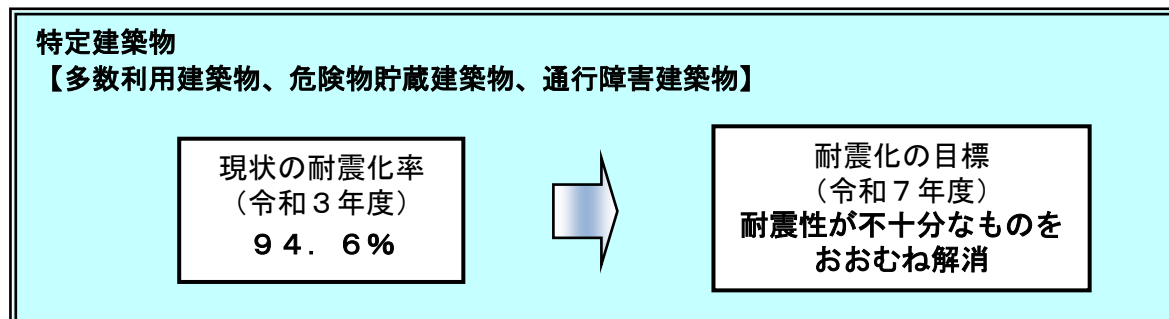 特定建築物
【多数利用建築物、危険物貯蔵建築物、通行障害建築物】
現状の耐震化率
（令和３年度）
９４．６％
耐震化の目標
（令和７年度）
耐震性が不十分なものを
おおむね解消